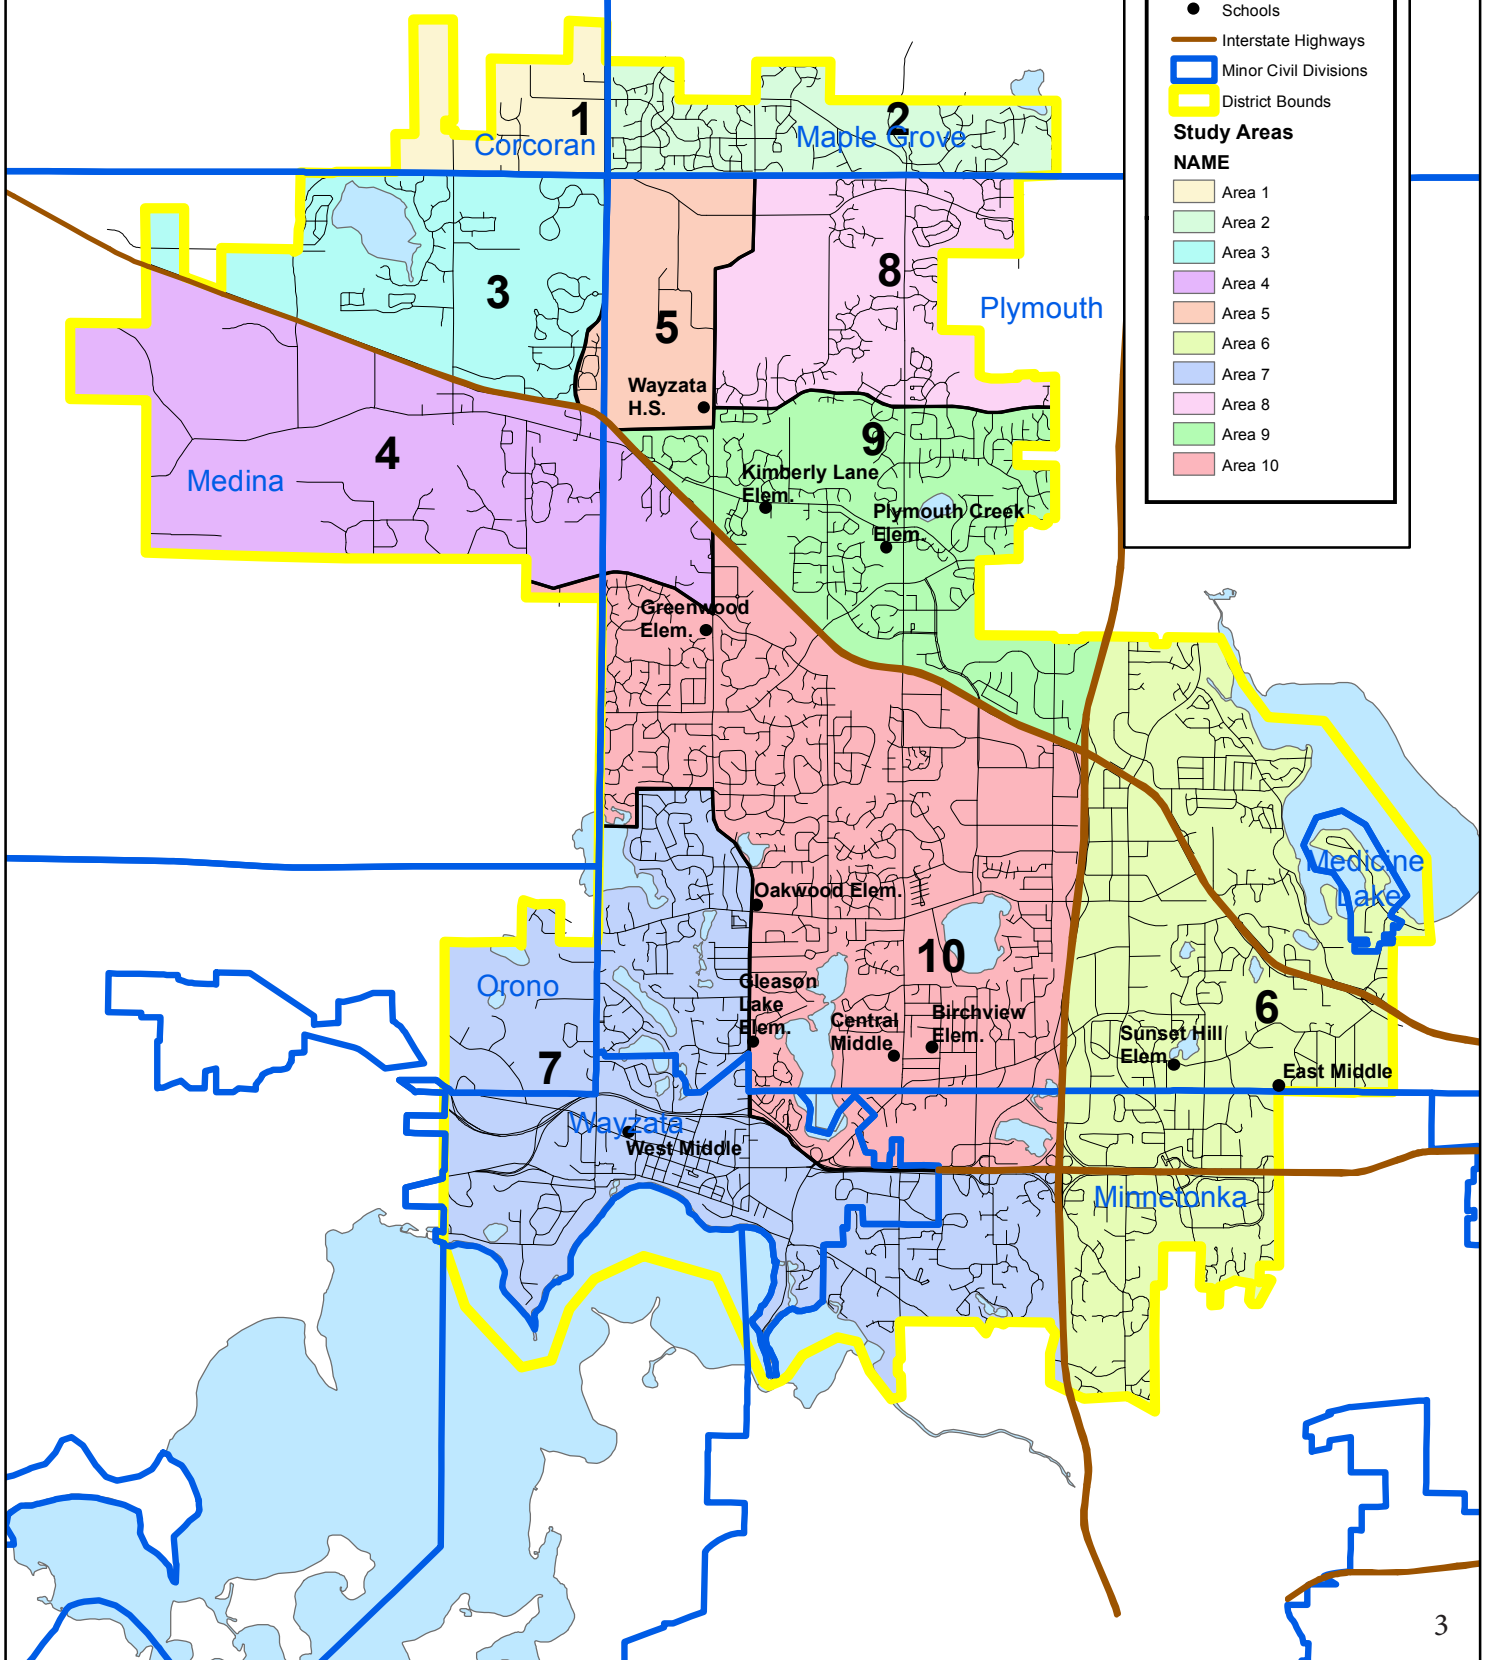 Schools
Interstate Highways
Minor Civil Divisions
District Bounds
Study Areas
NAME
Area 1
Area 2
Area 3
Area 4
Area 5
Area 6
Area 7
Area 8
Area 9
Area 10
1
Corcoran
2
Maple Grove
3
5
8
Plymouth
Wayzata
H.S.
4
Medina
9
Kimberly Lane
Elem.
Plymouth Creek
Elem.
Greenwood
Elem.
Medicine
Lake
Oakwood Elem.
10
Orono
Gleason
Lake
Elem.
Central
Middle
Birchview
Elem.
6
Sunset Hill
Elem.
East Middle
7
Wayzata
West Middle
Minnetonka
3